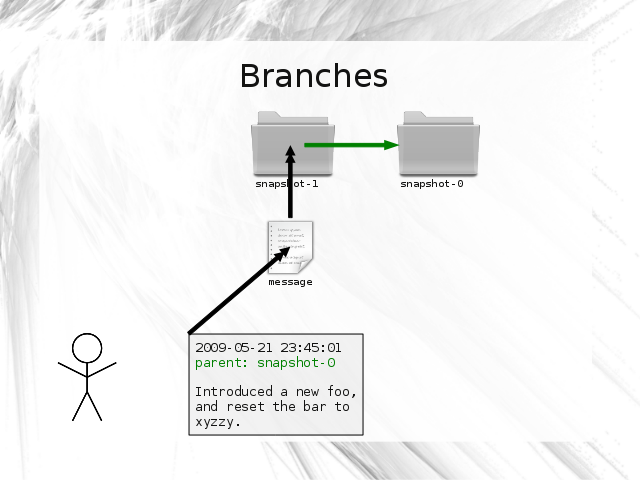 Branches
snapshot-1
snapshot-0
message
2009-05-21 23:45:01
parent: snapshot-0
Introduced a new foo,
and reset the bar to
xyzzy.